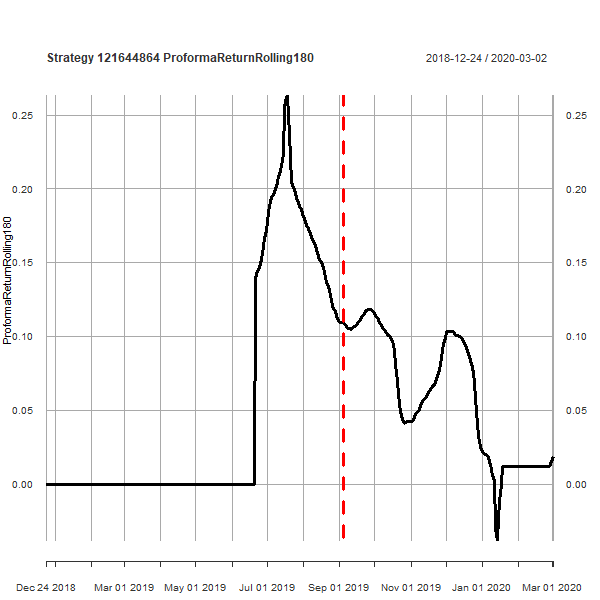 Strategy 121644864 ProformaReturnRolling180
2018-12-24 / 2020-03-02
ProformaReturnRolling180
0.25 0.25
0.20 0.20
0.15 0.15
0.10 0.10
0.05 0.05
0.00 0.00
Dec 24 2018 Mar 01 2019 May 01 2019 Jul 01 2019 Sep 01 2019 Nov 01 2019 Jan 01 2020 Mar 01 2020